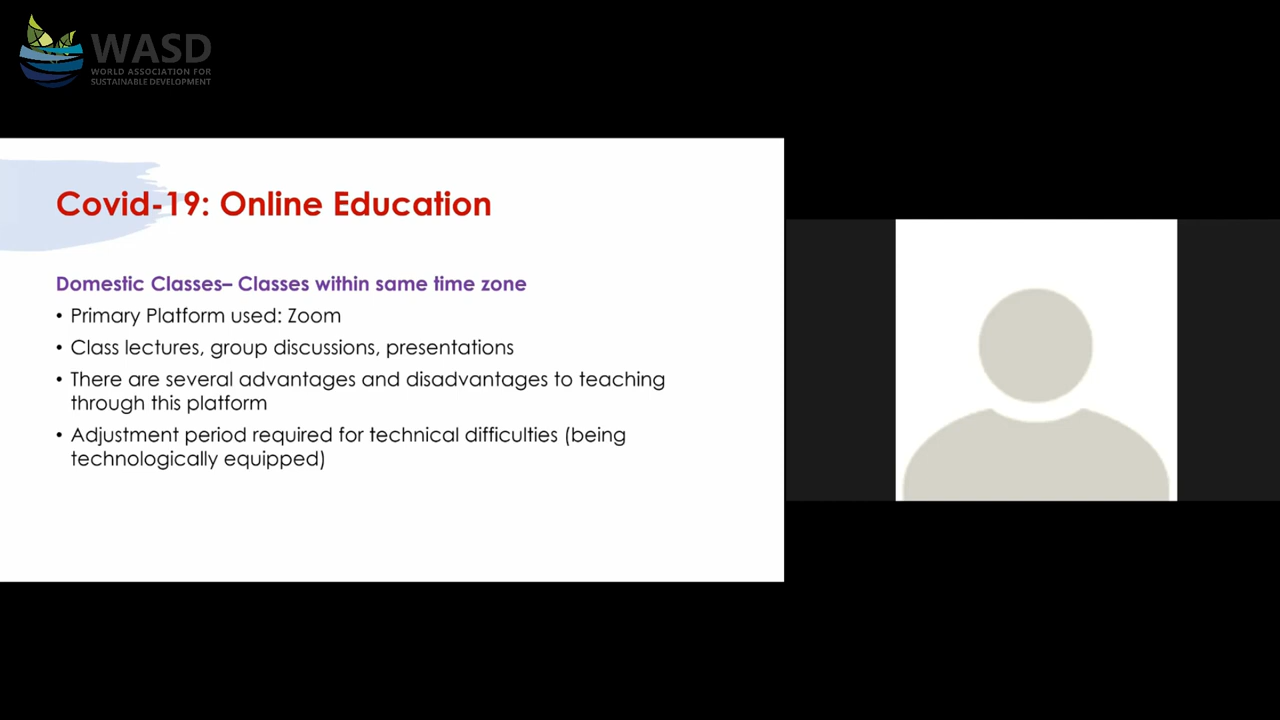 WASD
WORLD ASSOCIATION FOR
SUSTAINABLE DEVELOPMENT
Covid-19: Online Education
Domestic Classes– Classes within same time zone
• Primary Platform used: Zoom
• Class lectures, group discussions, presentations
• There are several advantages and disadvantages to teaching
through this platform
• Adjustment period required for technical difficulties (being
technologically equipped)